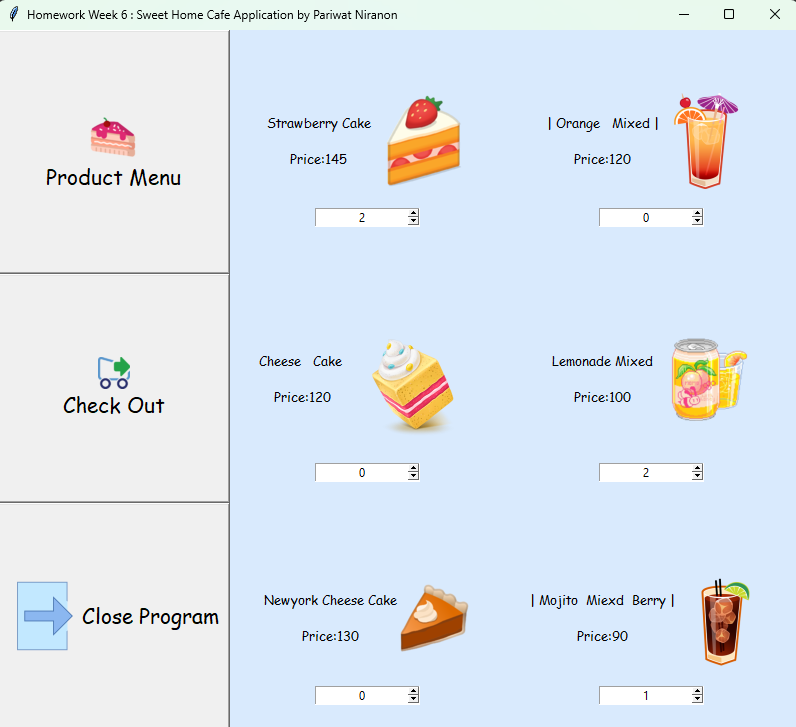 Homework Week 6 : Sweet Home Cafe Application by Pariwat Niranon
Product Menu
Check Out
Close Program
Strawberry Cake
Price:145
2
| Orange Mixed |
Price:120
0
Cheese Cake
Price:120
0
Lemonade Mixed
Price:100
2
Newyork Cheese Cake
Price:130
0
| Mojito Miexd Berry |
Price:90
1